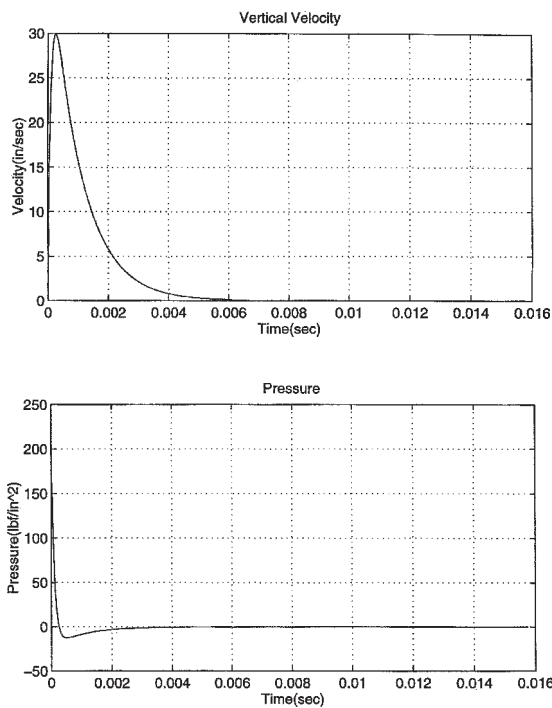 Vertical Velocity
30
25
20
15
10
5
0
Velocity(in/sec)
0 0.002 0.004 0.006 0.008 0.01 0.012 0.014 0.016
Time(sec)
Pressure
250
200
150
100
50
0
−50
Pressure(lbf/in^2)
0 0.002 0.004 0.006 0.008 0.01 0.012 0.014 0.016
Time(sec)